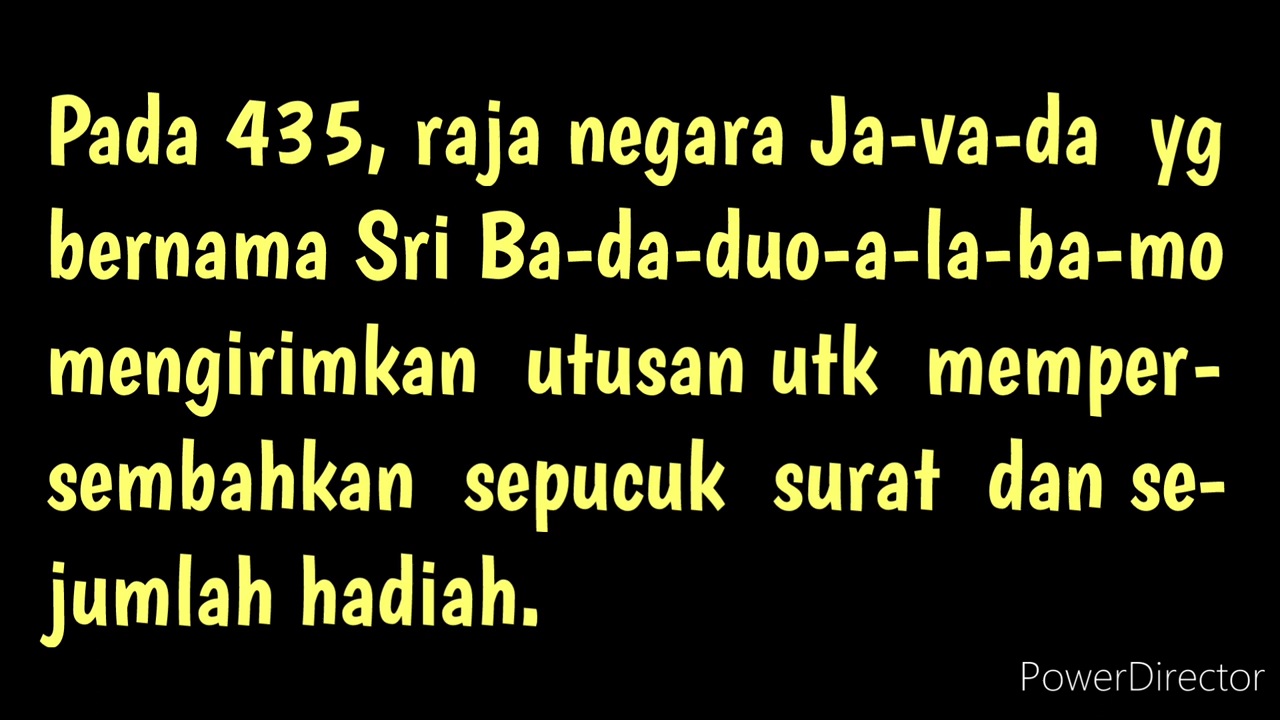 Pada 435, raja negara Ja-va-da yg
bernama Sri Ba-da-duo-a-la-ba-mo
mengirimkan utusan utk memper-
sembahkan sepucuk surat dan se-
jumlah hadiah.
PowerDirector